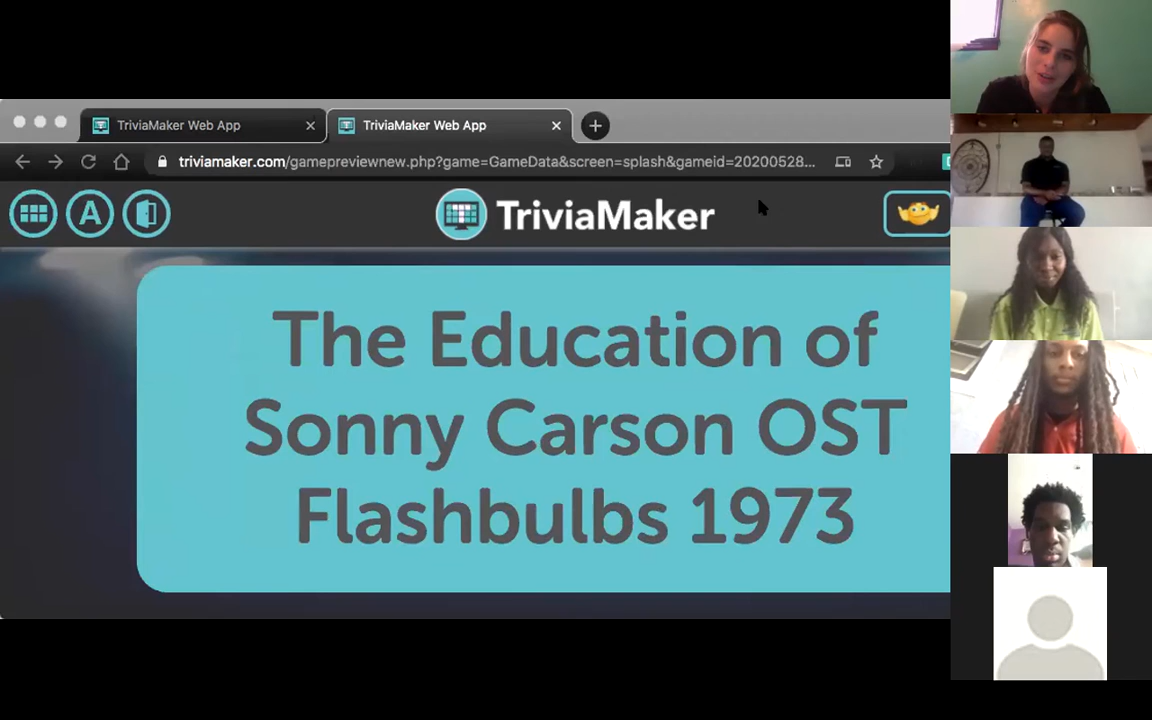 TriviaMaker Web App
TriviaMaker Web App
triviamaker.com/gamepreviewnew.php?game=GameData&screen=splash&gameid=20200528...
A
TriviaMaker
The Education of
Sonny Carson OST
Flashbulbs 1973